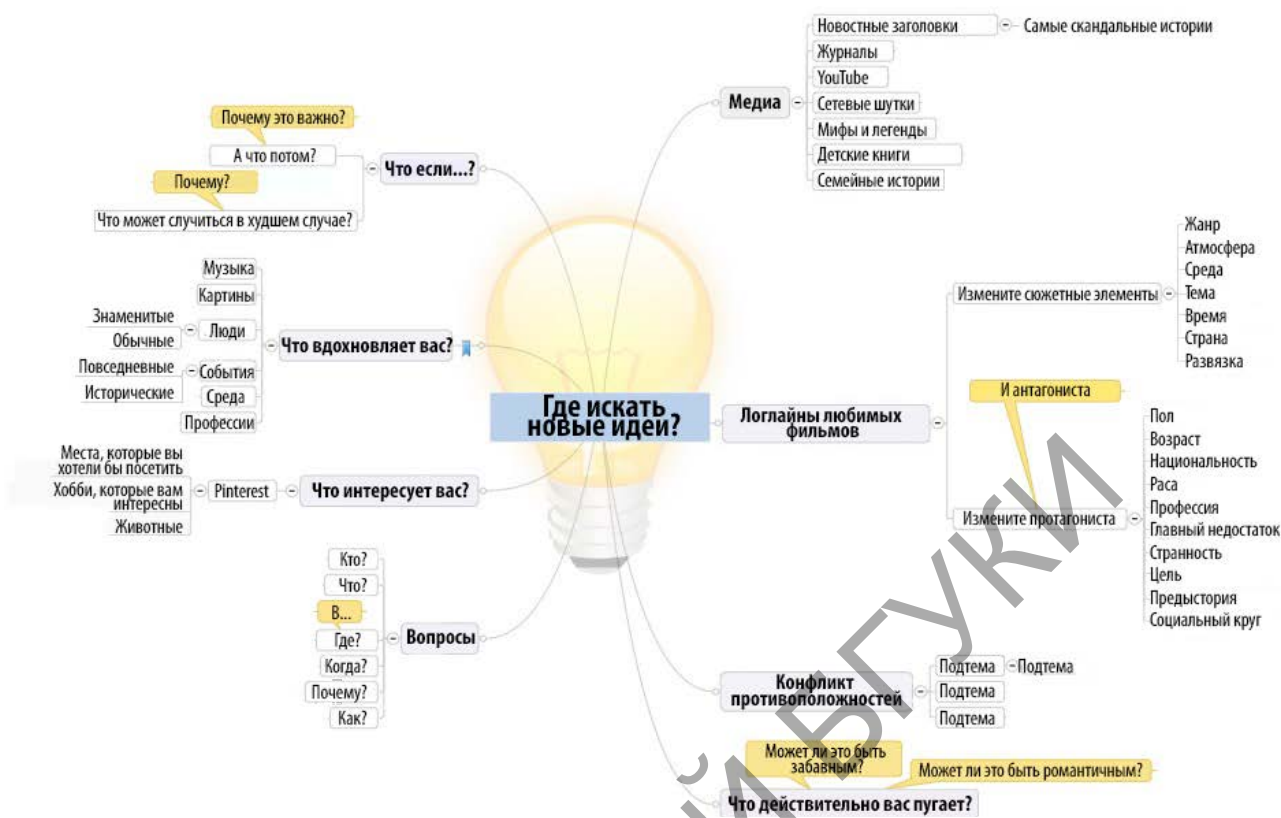 Где искать
новые идеи?
Что если...?
Почему это важно?
А что потом?
Почему?
Что может случиться в худшем случае?
Что вдохновляет вас?
Музыка
Картины
Люди
Знаменитые
Обычные
События
Повседневные
Исторические
Среда
Профессии
Что интересует вас?
Pinterest
Места, которые вы
хотели бы посетить
Хобби, которые вам
интересны
Животные
Вопросы
Кто?
Что?
В...
Где?
Когда?
Почему?
Как?
Медиа
Новостные заголовки
Самые скандальные истории
Журналы
YouTube
Сетевые шутки
Мифы и легенды
Детские книги
Семейные истории
Логлайны любимых
фильмов
Измените сюжетные элементы
Жанр
Атмосфера
Среда
Тема
Время
Страна
Развязка
И антагониста
Измените протагониста
Пол
Возраст
Национальность
Раса
Профессия
Главный недостаток
Странность
Цель
Предыстория
Социальный круг
Конфликт
противоположностей
Подтема
Подтема
Подтема
Подтема
Может ли это быть
забавным?
Может ли это быть романтичным?
Что действительно вас пугает?
БГУКИ